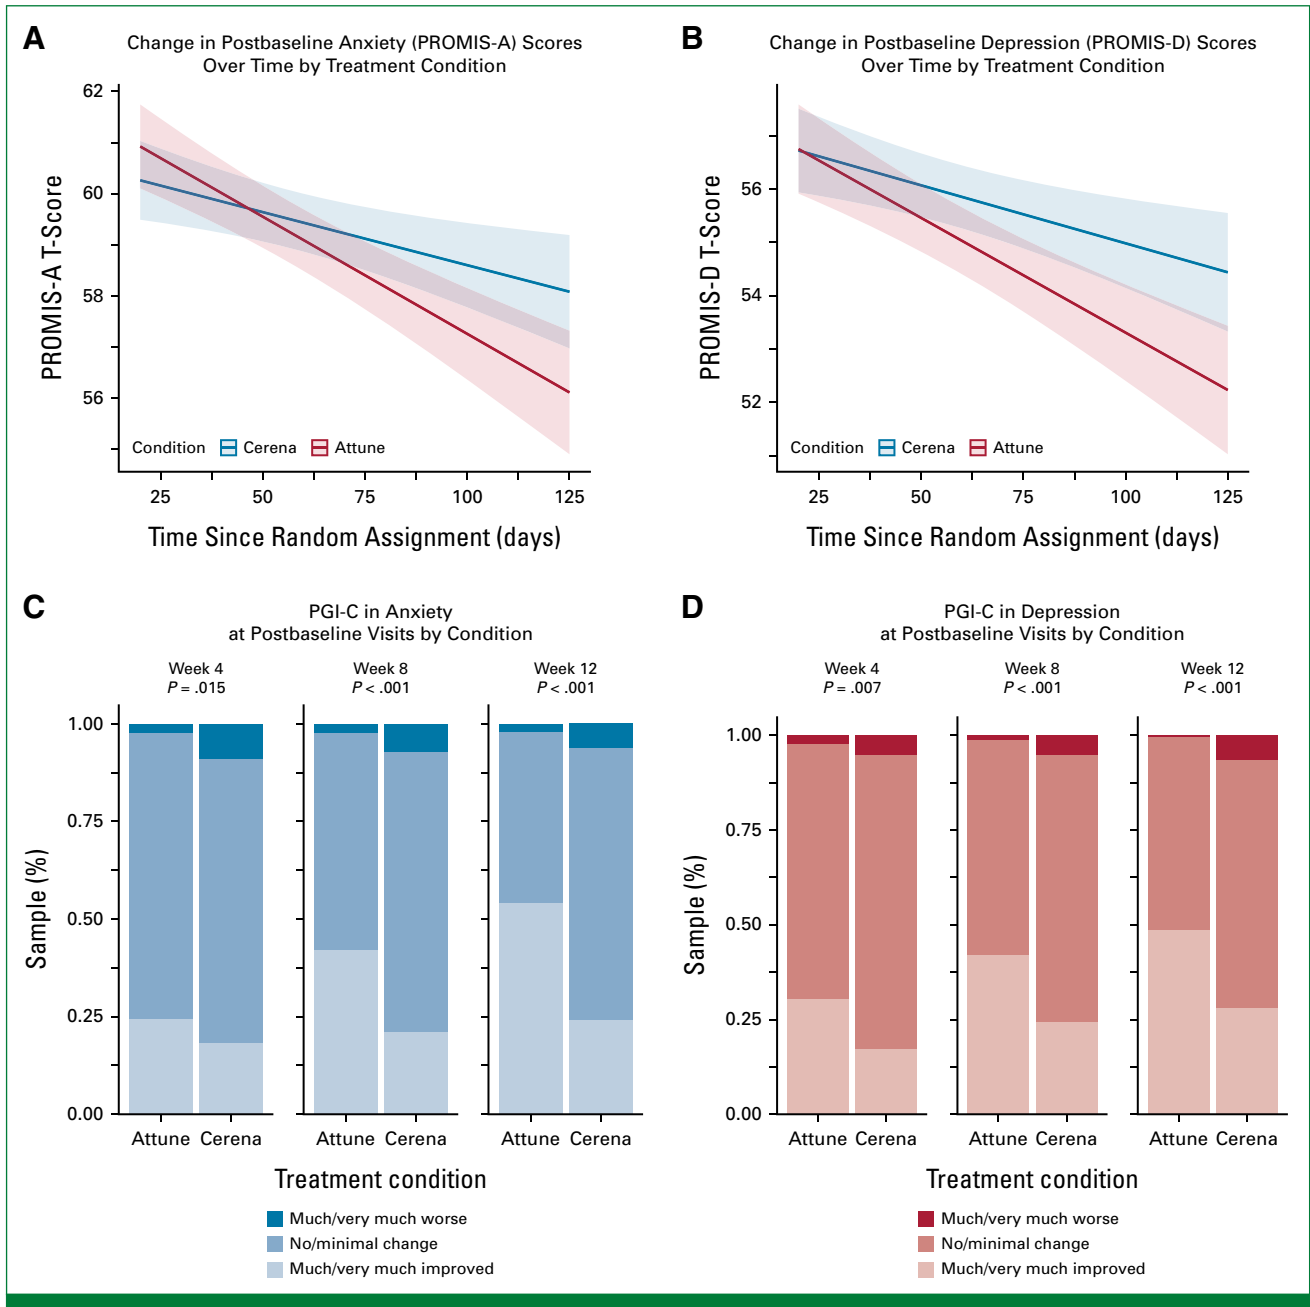 A
Change in Postbaseline Anxiety (PROMIS-A) Scores
Over Time by Treatment Condition
PROMIS-A T-Score
62
60
58
56
Condition Cerena Attune
25 50 75 100 125
Time Since Random Assignment (days)
B
Change in Postbaseline Depression (PROMIS-D) Scores
Over Time by Treatment Condition
PROMIS-D T-Score
56
54
52
Condition Cerena Attune
25 50 75 100 125
Time Since Random Assignment (days)
C
PGI-C in Anxiety
at Postbaseline Visits by Condition
Week 4 Week 8 Week 12
P = .015 P < .001 P < .001
Sample (%)
1.00
0.75
0.50
0.25
0.00
Attune Cerena Attune Cerena Attune Cerena
Treatment condition
Much/very much worse
No/minimal change
Much/very much improved
D
PGI-C in Depression
at Postbaseline Visits by Condition
Week 4 Week 8 Week 12
P = .007 P < .001 P < .001
Sample (%)
1.00
0.75
0.50
0.25
0.00
Attune Cerena Attune Cerena Attune Cerena
Treatment condition
Much/very much worse
No/minimal change
Much/very much improved